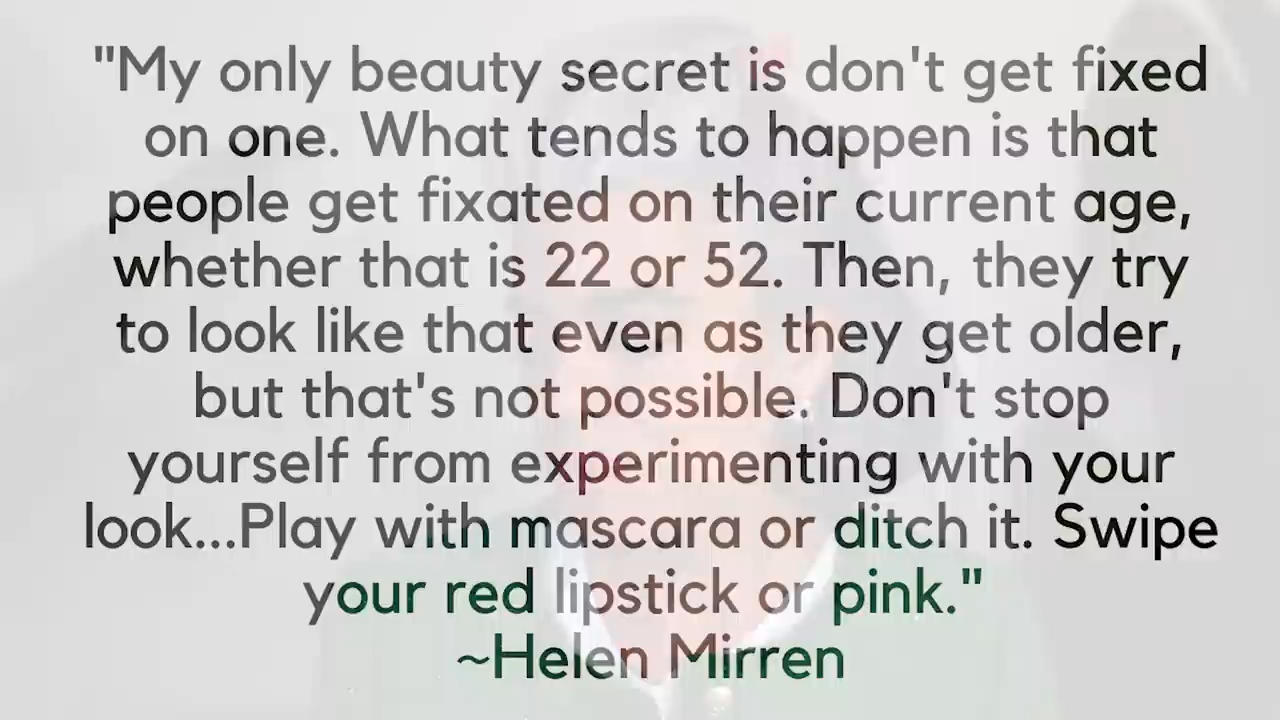 "My only beauty secret is don't get fixed
on one. What tends to happen is that
people get fixated on their current age,
whether that is 22 or 52. Then, they try
to look like that even as they get older,
but that's not possible. Don't stop
yourself from experimenting with your
look...Play with mascara or ditch it. Swipe
your red lipstick or pink."
~Helen Mirren